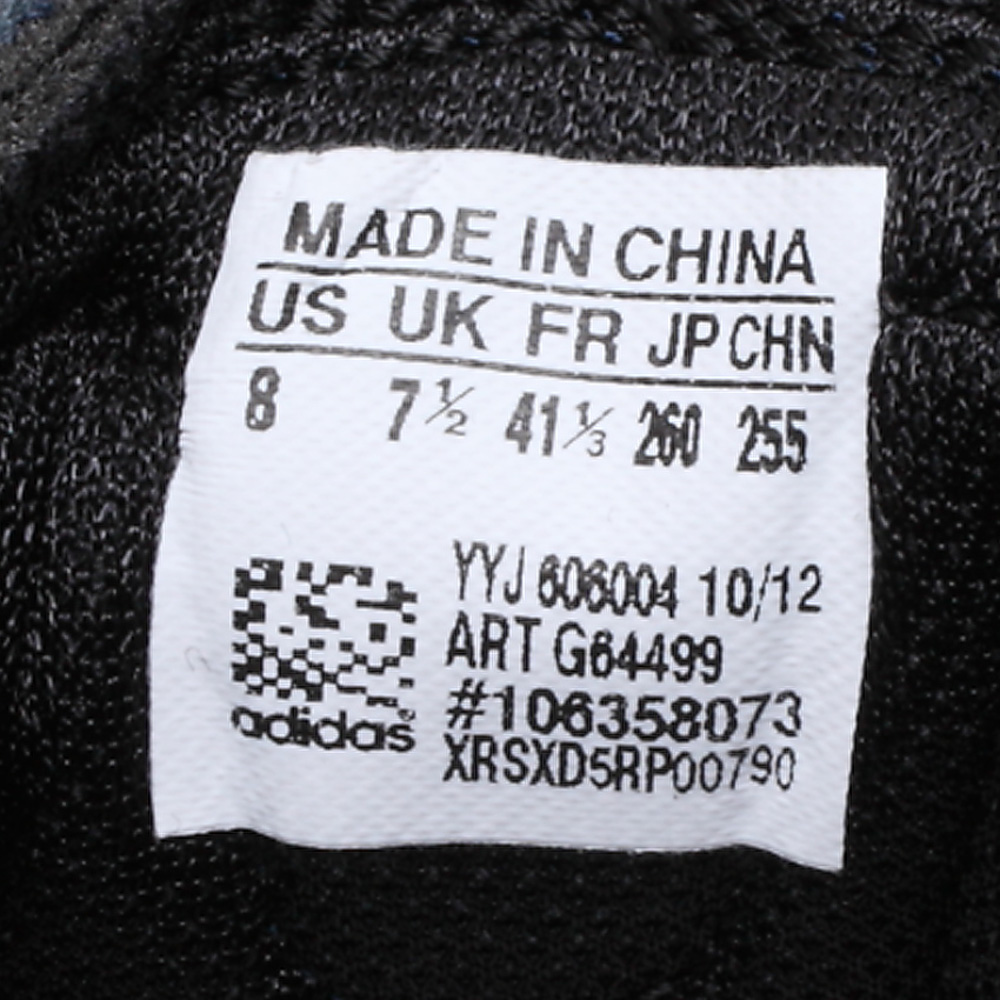 MADE IN CHINA
US UK FR JP CHN
8 7½ 41⅓ 260 255
YYJ 606004 10/12
ART G64499
#106358073
XRSXD5RP00790
adidas®